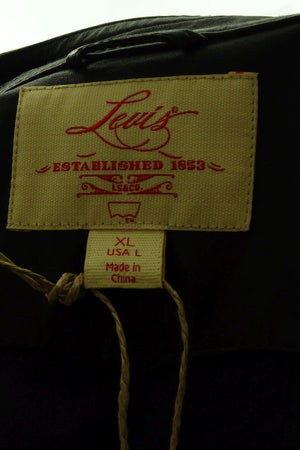 Levi's®
ESTABLISHED 1853
LS&CO.
XL
USA L
Made in
China